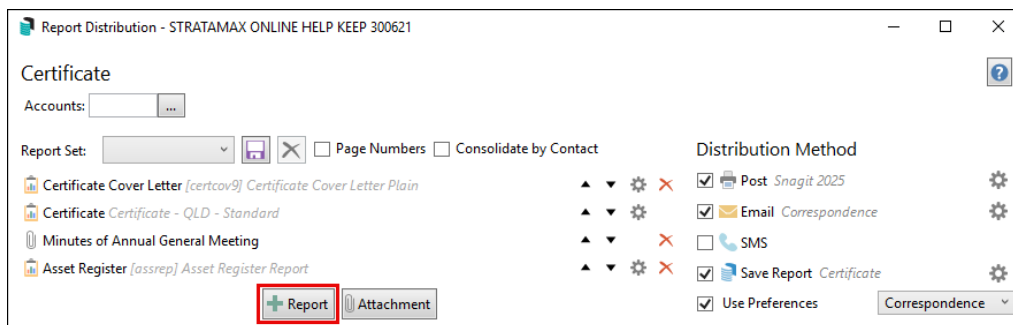 Report Distribution - STRATAMAX ONLINE HELP KEEP 300621
Certificate
Accounts: ...
Report Set: Page Numbers Consolidate by Contact
Certificate Cover Letter [certcov9] Certificate Cover Letter Plain
Certificate Certificate - QLD - Standard
Minutes of Annual General Meeting
Asset Register [assrep] Asset Register Report
Report Attachment
Distribution Method
Post Snagit 2025
Email Correspondence
SMS
Save Report Certificate
Use Preferences Correspondence